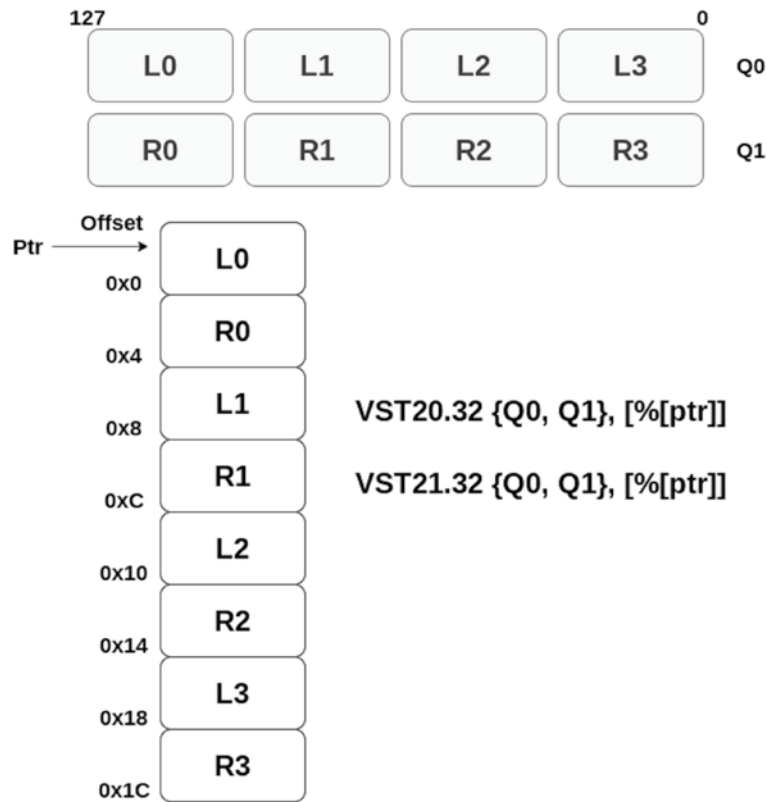 127 0
L0 L1 L2 L3 Q0
R0 R1 R2 R3 Q1
Offset
Ptr
L0
0x0
R0
0x4
L1
0x8
VST20.32 {Q0, Q1}, [%[ptr]]
R1
0xC
VST21.32 {Q0, Q1}, [%[ptr]]
L2
0x10
R2
0x14
L3
0x18
R3
0x1C